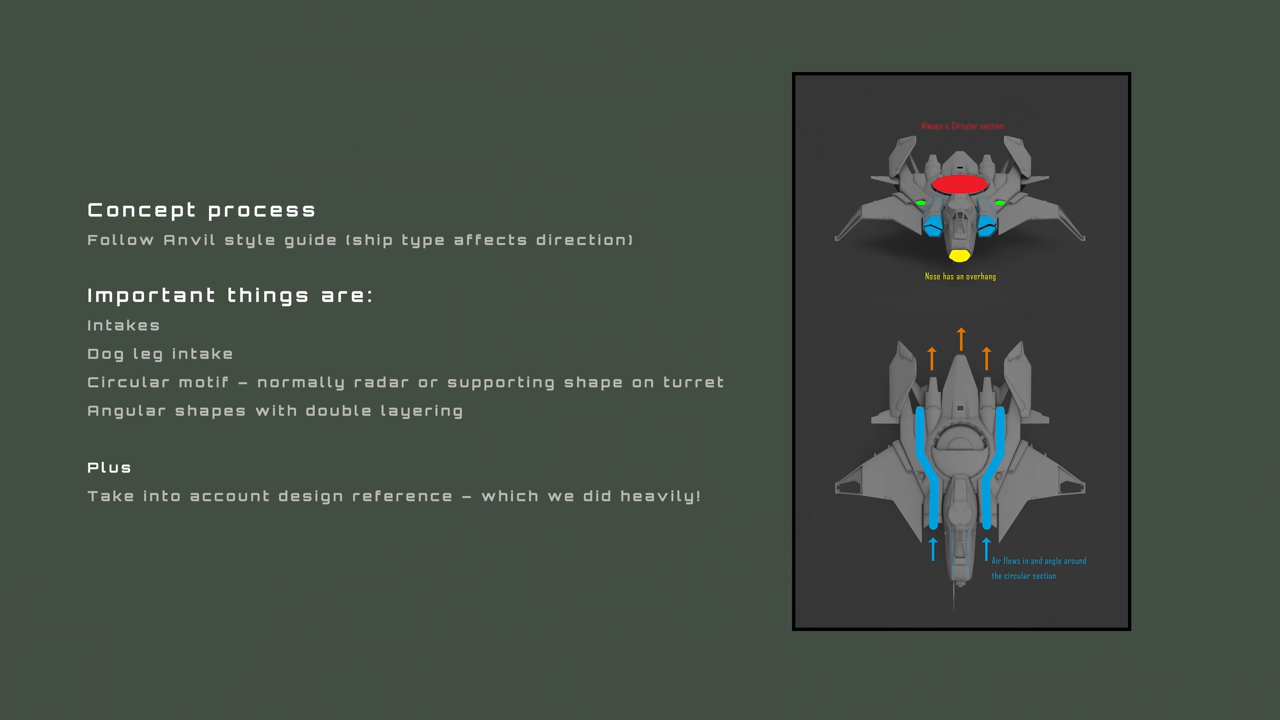 Concept process
Follow Anvil style guide (ship type affects direction)
Important things are:
Intakes
Dog leg intake
Circular motif – normally radar or supporting shape on turret
Angular shapes with double layering
Plus
Take into account design reference – which we did heavily!
Always a Circular section
Nose has an overhang
Air flows in and angle around
the circular section